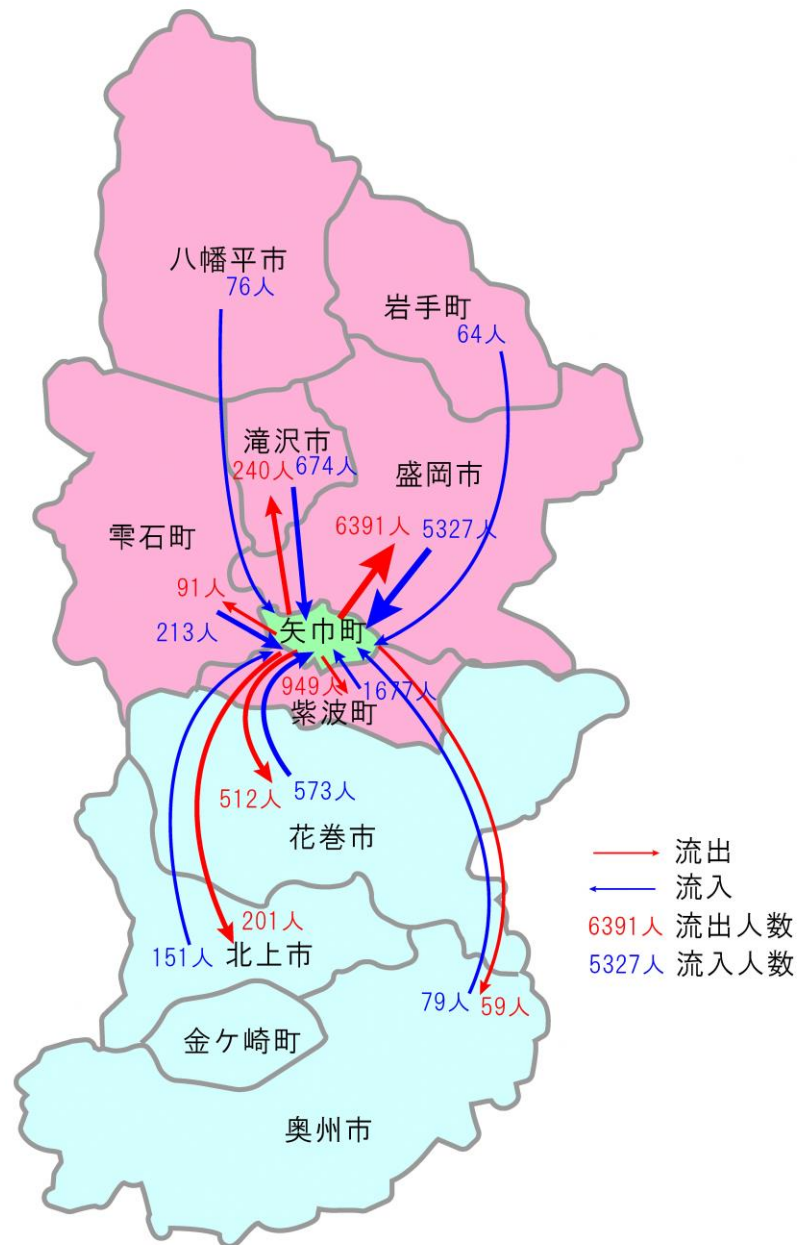 八幡平市
76人
岩手町
64人
滝沢市
240人
674人
盛岡市
6391人
5327人
雫石町
91人
213人
矢巾町
949人
1677人
紫波町
512人
573人
花巻市
201人
151人
北上市
79人
59人
金ケ崎町
奥州市
流出
流入
6391人 流出人数
5327人 流入人数